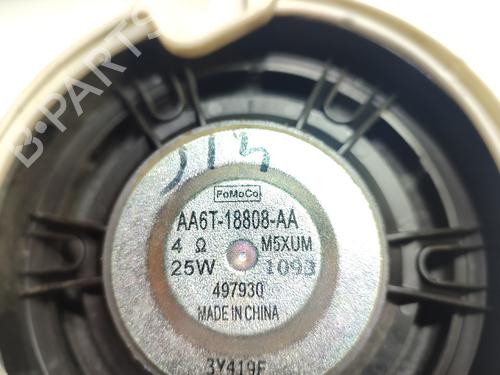 B-PARTS
FoMoCo
AA6T-18808-AA
4 Ω M5XUM
25W 1093
497930
MADE IN CHINA
3Y419F